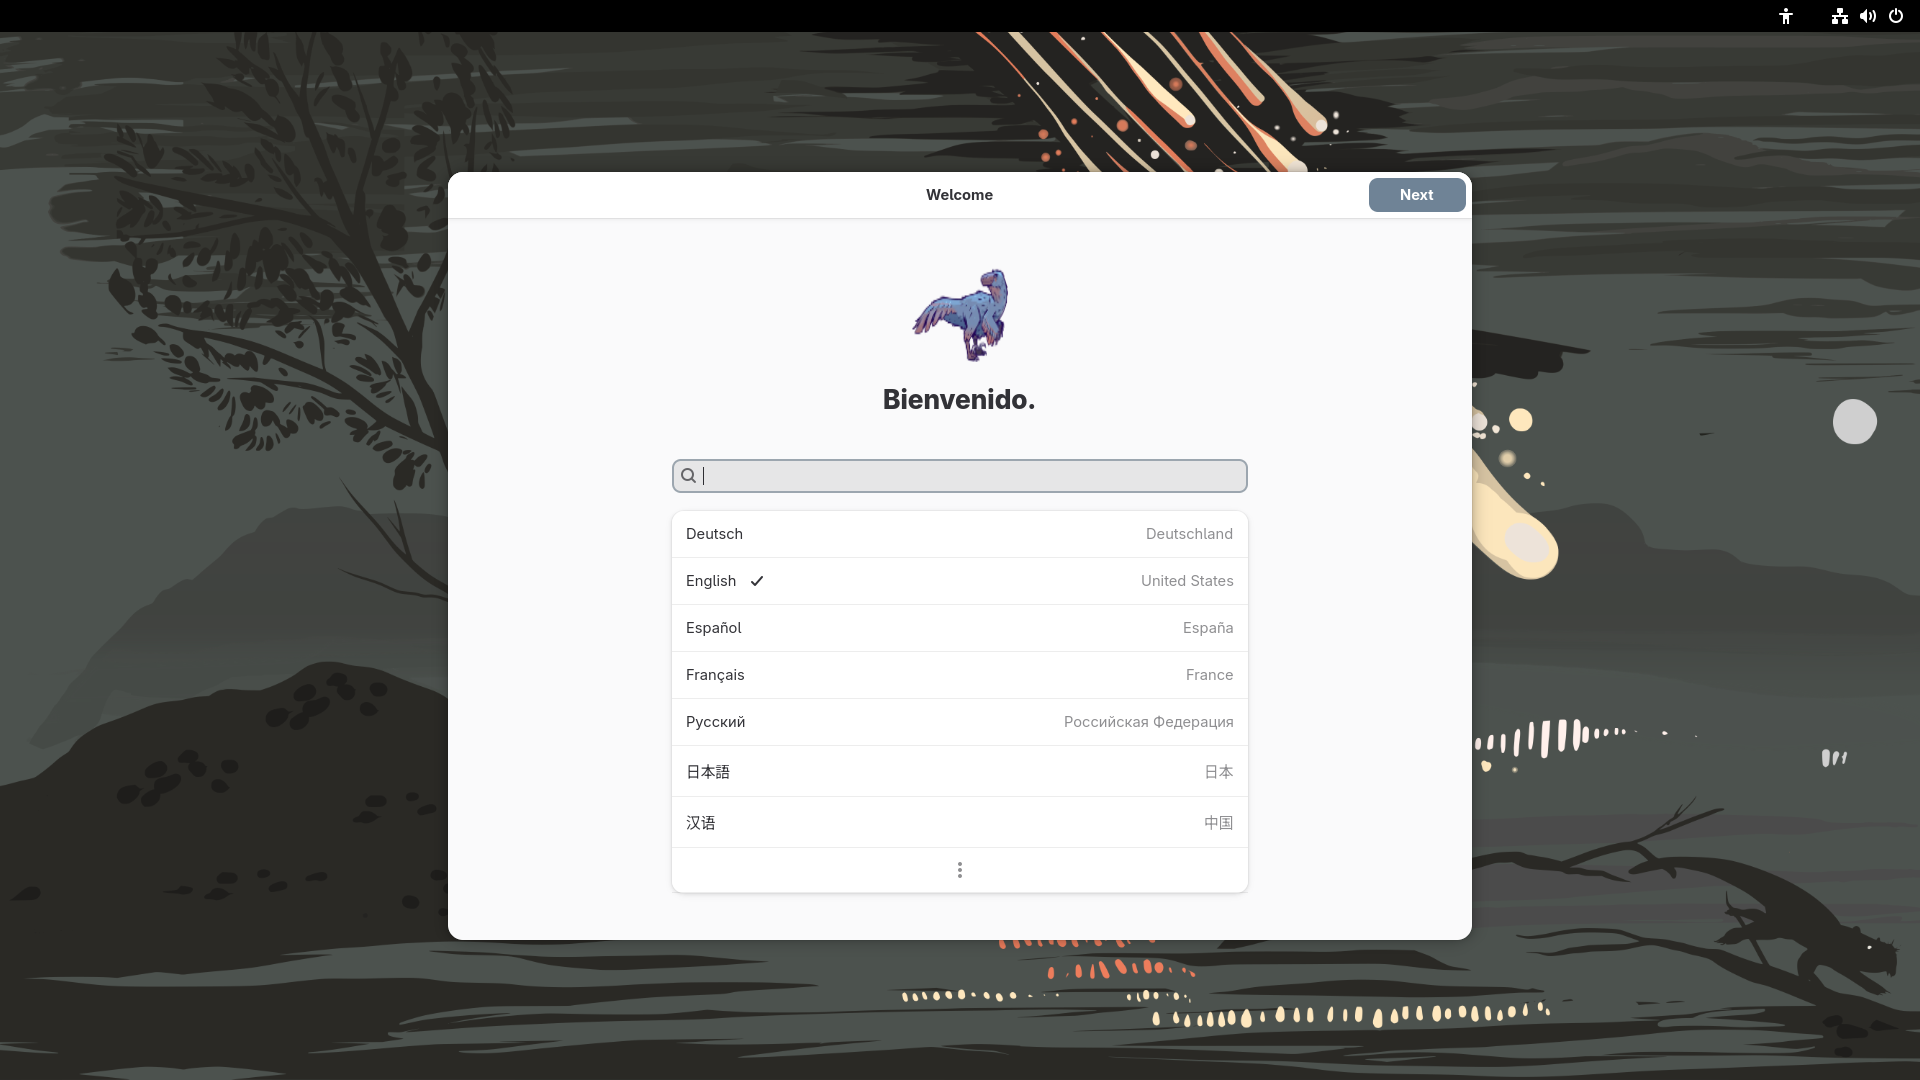 Welcome
Next
Bienvenido.
Deutsch Deutschland
English United States
Español España
Français France
Русский Российская Федерация
日本語 日本
汉语 中国